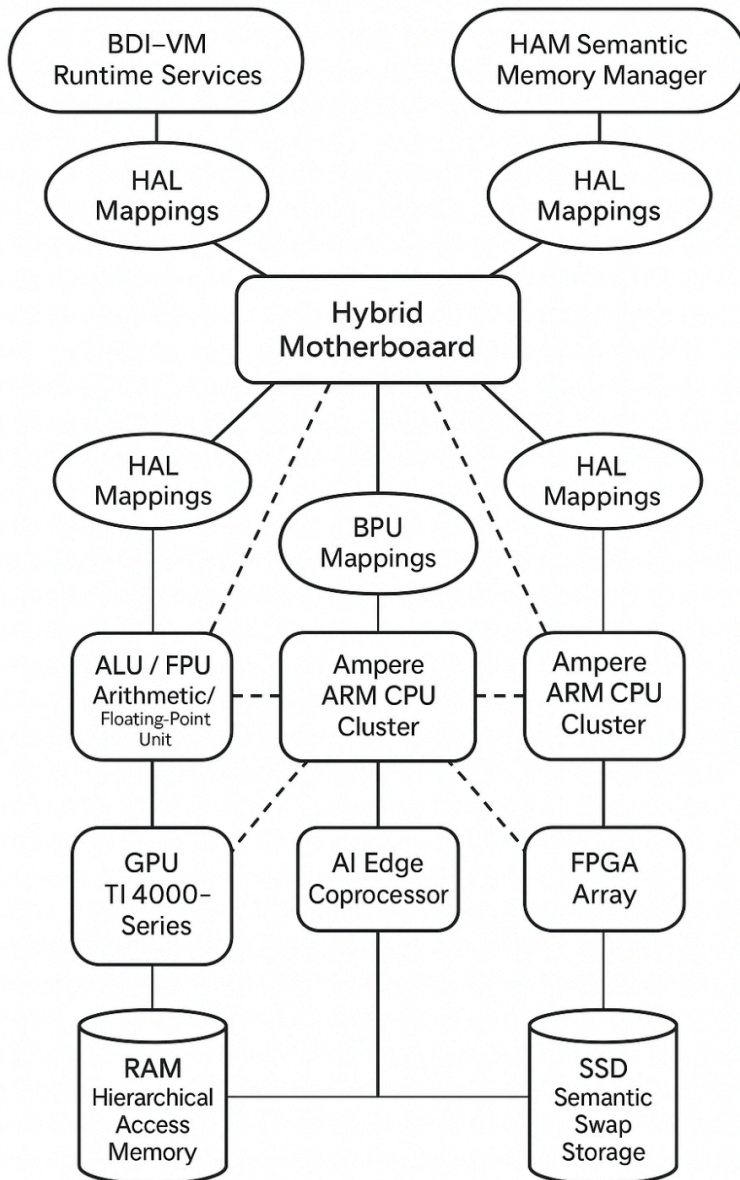 BDI–VM
Runtime Services
HAM Semantic
Memory Manager
HAL
Mappings
HAL
Mappings
Hybrid
Motherboaard
HAL
Mappings
HAL
Mappings
BPU
Mappings
ALU / FPU
Arithmetic/
Floating-Point
Unit
Ampere
ARM CPU
Cluster
Ampere
ARM CPU
Cluster
GPU
TI 4000–
Series
AI Edge
Coprocessor
FPGA
Array
RAM
Hierarchical
Access
Memory
SSD
Semantic
Swap
Storage